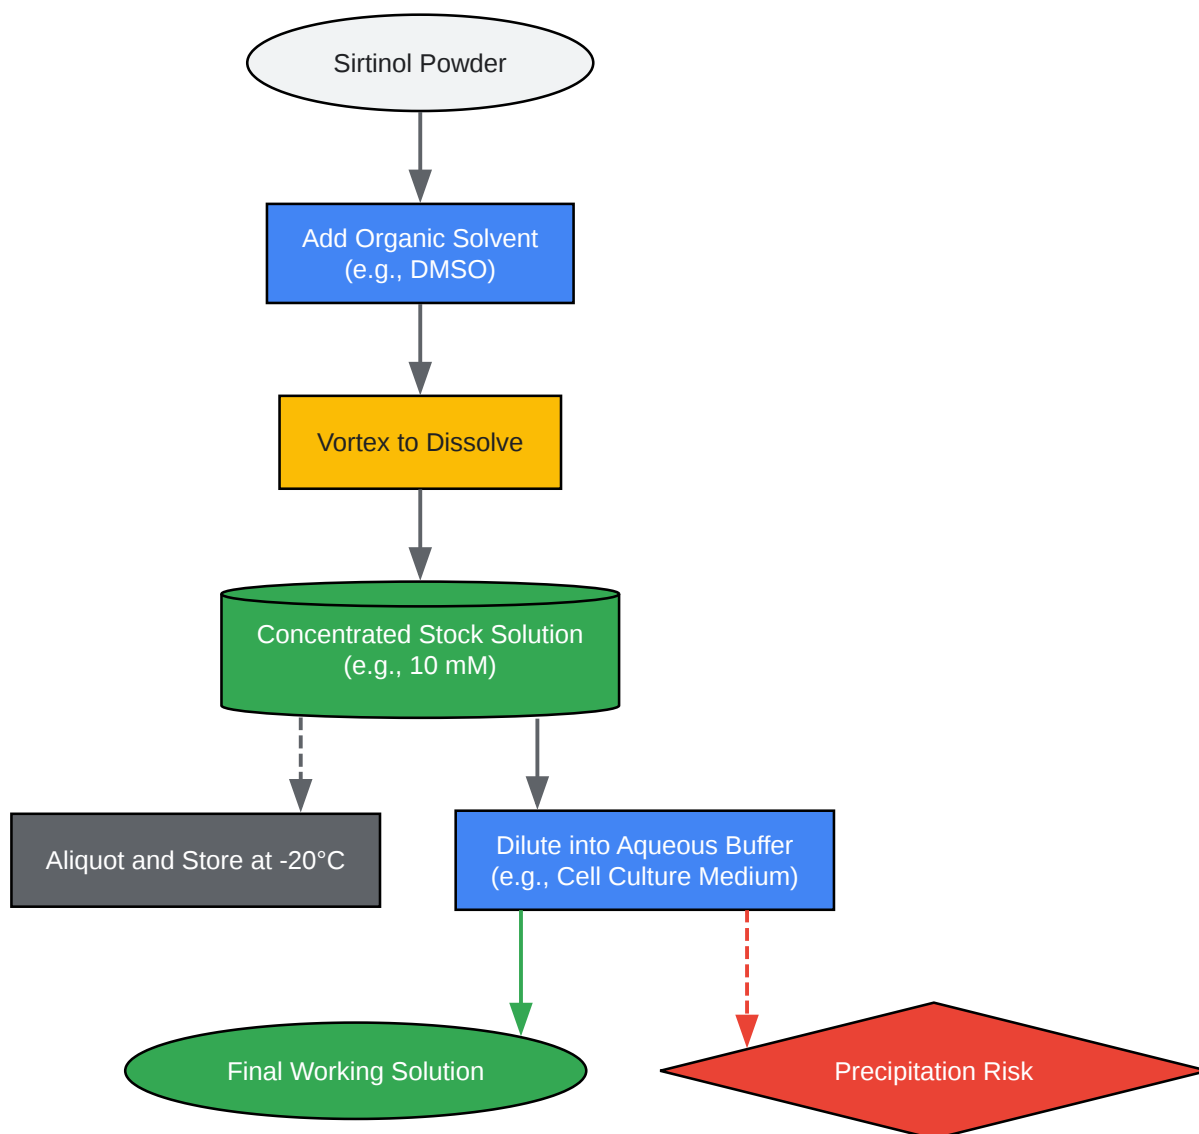 Sirtinol Powder
Add Organic Solvent
(e.g., DMSO)
Vortex to Dissolve
Concentrated Stock Solution
(e.g., 10 mM)
Aliquot and Store at -20°C
Dilute into Aqueous Buffer
(e.g., Cell Culture Medium)
Final Working Solution
Precipitation Risk